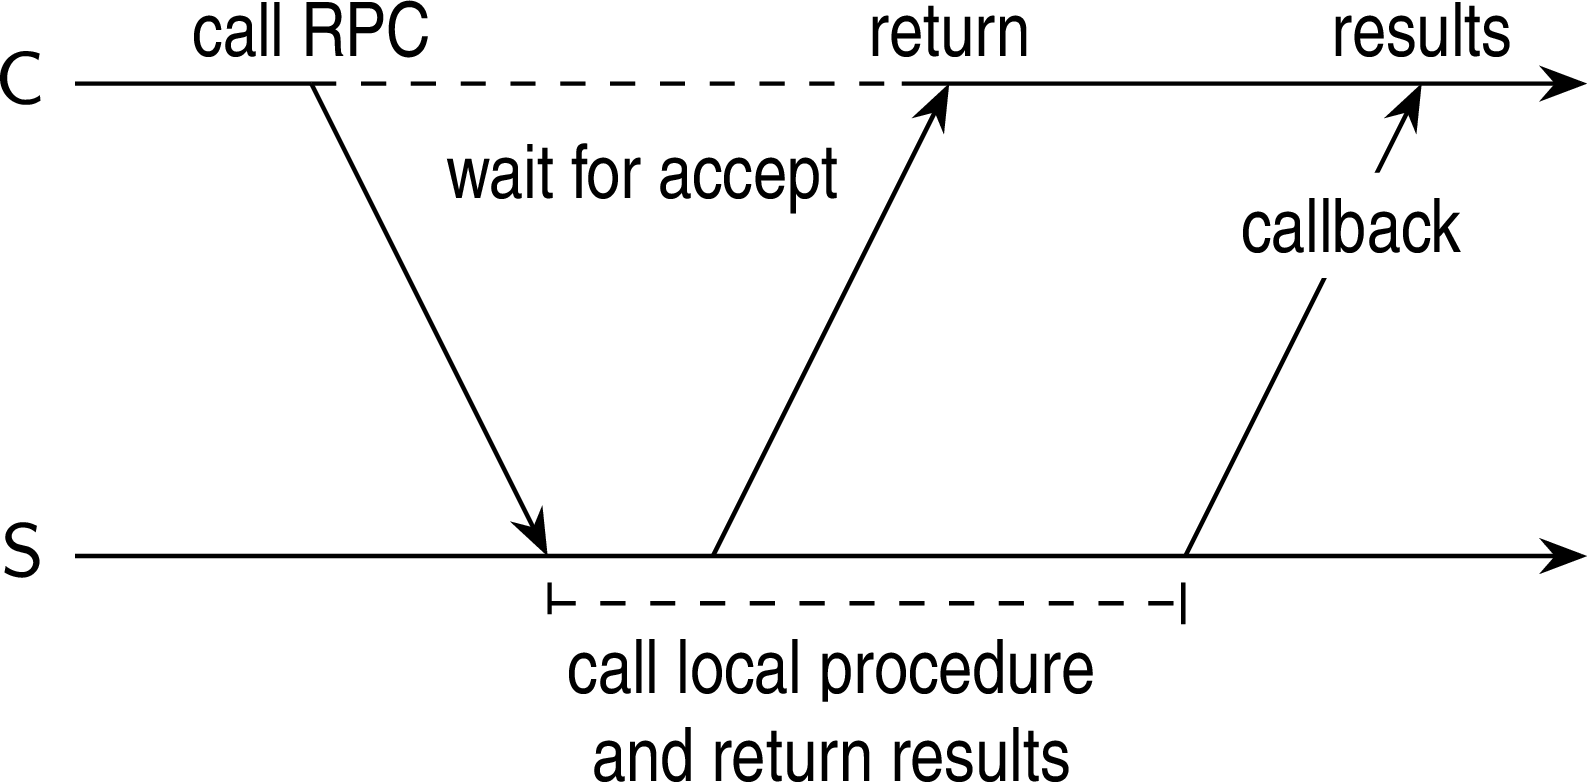 call RPC
return
results
C
wait for accept
callback
S
call local procedure
and return results